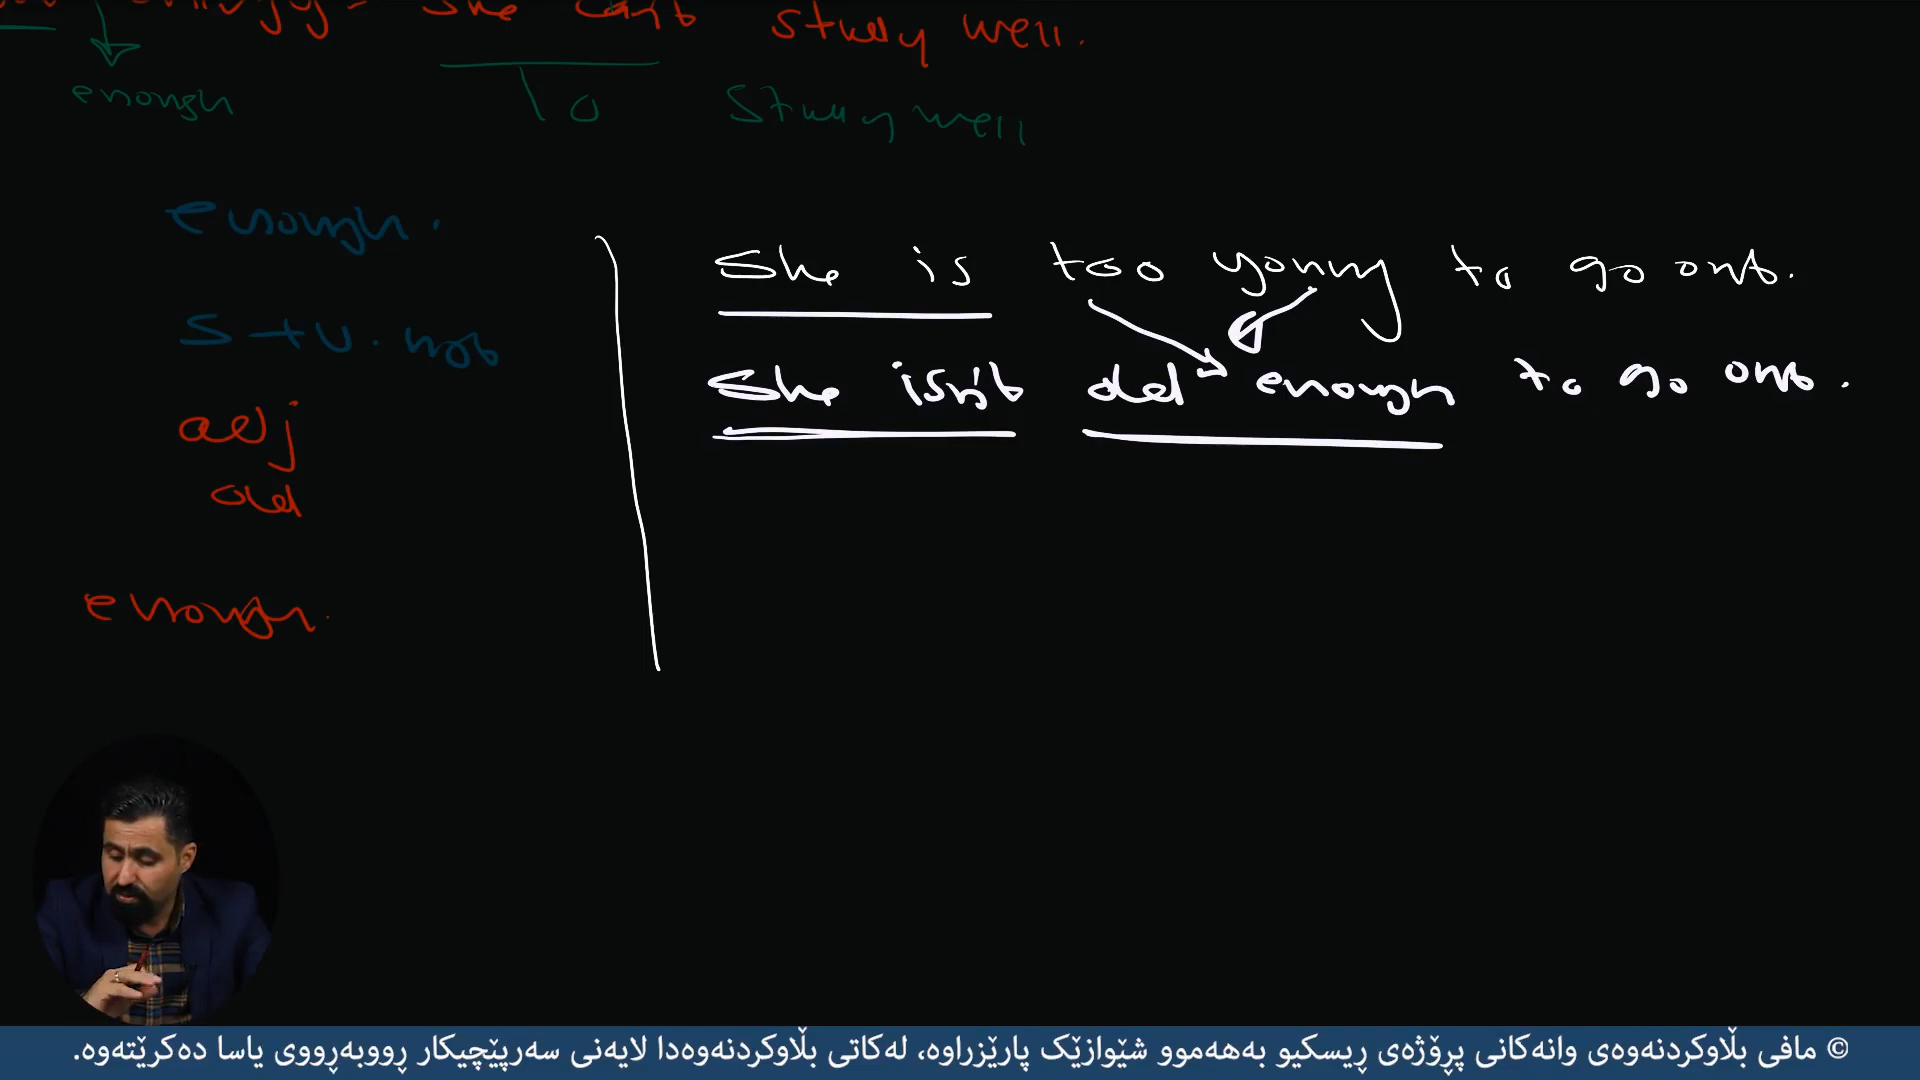 She can't study well.
enough To study well
enough.
S + v. not
adj
old
enough.
She is too young to go out.
She isn't old enough to go out.
© مافی بڵاوکردنەوەی وانەکانی پڕۆژەی ڕیسکیو بەهەموو شێوازێک پارێزراوە، لەکاتی بڵاوکردنەوەدا لایەنی سەرپێچیکار ڕووبەڕووی یاسا دەکرێتەوە.